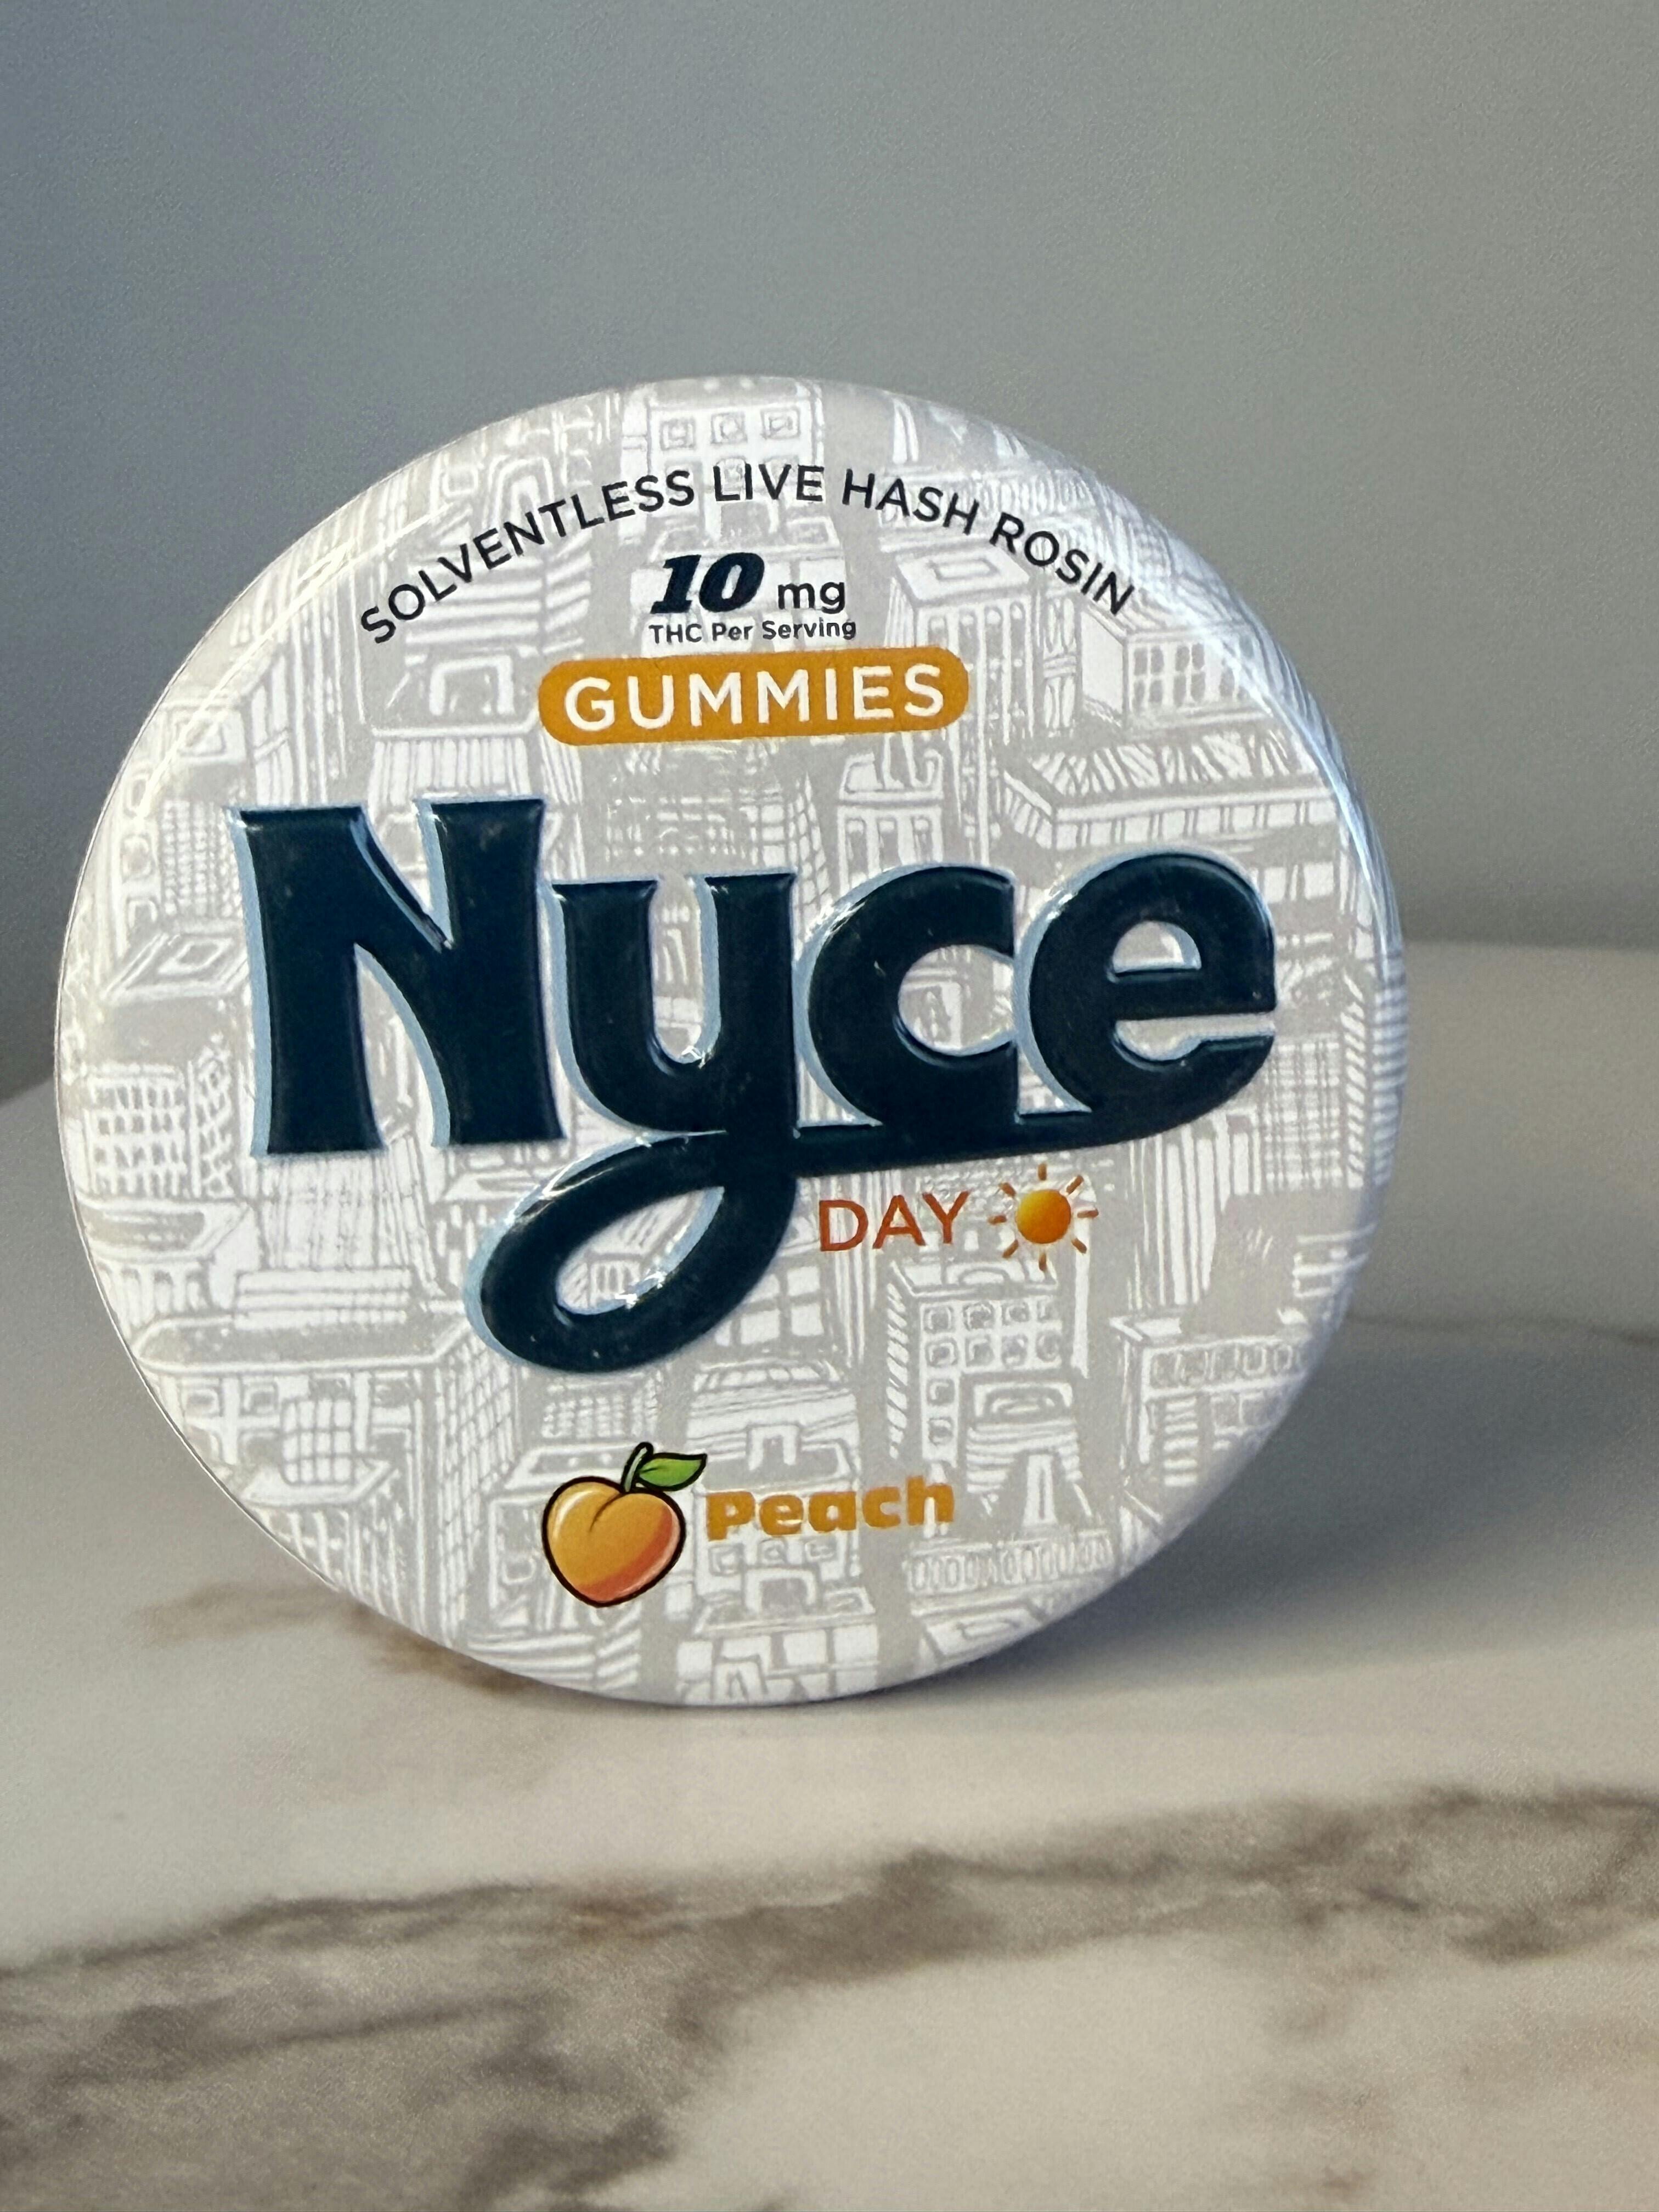 SOLVENTLESS LIVE HASH ROSIN
10 mg
THC Per Serving
GUMMIES
Nyce
DAY
Peach